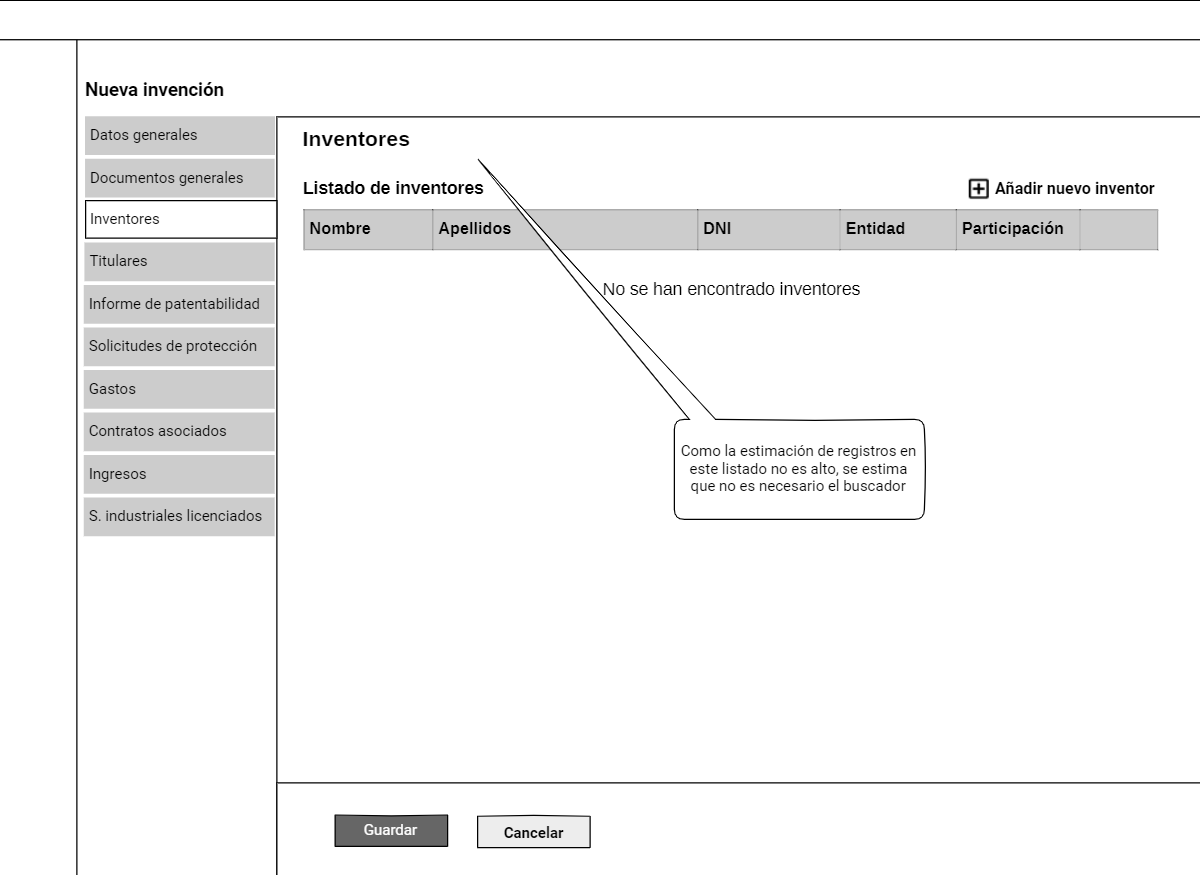 Nueva invención
Datos generales
Documentos generales
Inventores
Titulares
Informe de patentabilidad
Solicitudes de protección
Gastos
Contratos asociados
Ingresos
S. industriales licenciados
Inventores
Listado de inventores
Añadir nuevo inventor
Nombre Apellidos DNI Entidad Participación
No se han encontrado inventores
Como la estimación de registros en
este listado no es alto, se estima
que no es necesario el buscador
Guardar
Cancelar